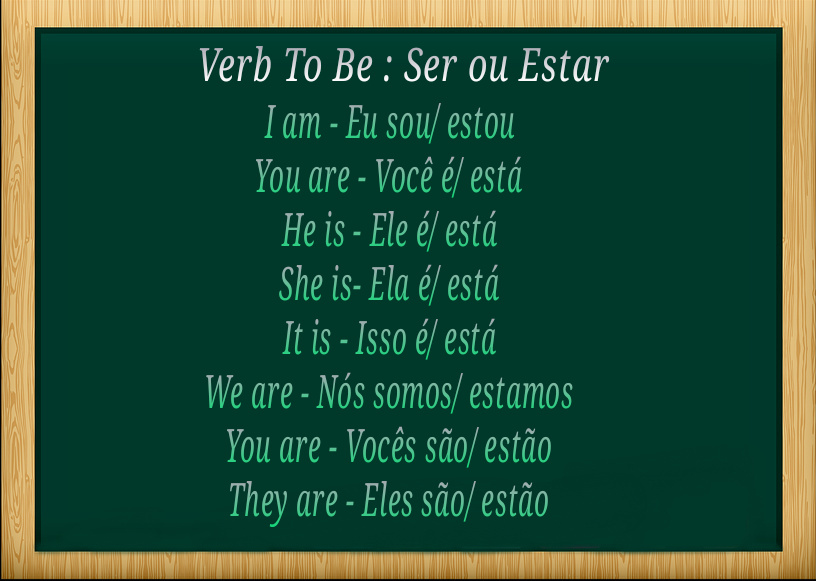 Verb To Be : Ser ou Estar
I am - Eu sou/ estou
You are - Você é/ está
He is - Ele é/ está
She is- Ela é/ está
It is - Isso é/ está
We are - Nós somos/ estamos
You are - Vocês são/ estão
They are - Eles são/ estão